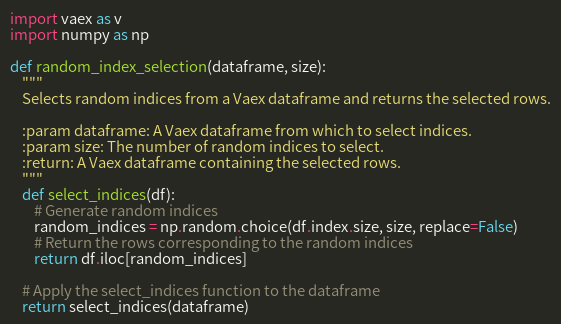 import vaex as v
import numpy as np
def random_index_selection(dataframe, size):
"""
Selects random indices from a Vaex dataframe and returns the selected rows.
:param dataframe: A Vaex dataframe from which to select indices.
:param size: The number of random indices to select.
:return: A Vaex dataframe containing the selected rows.
"""
def select_indices(df):
# Generate random indices
random_indices = np.random.choice(df.index.size, size, replace=False)
# Return the rows corresponding to the random indices
return df.iloc[random_indices]
# Apply the select_indices function to the dataframe
return select_indices(dataframe)